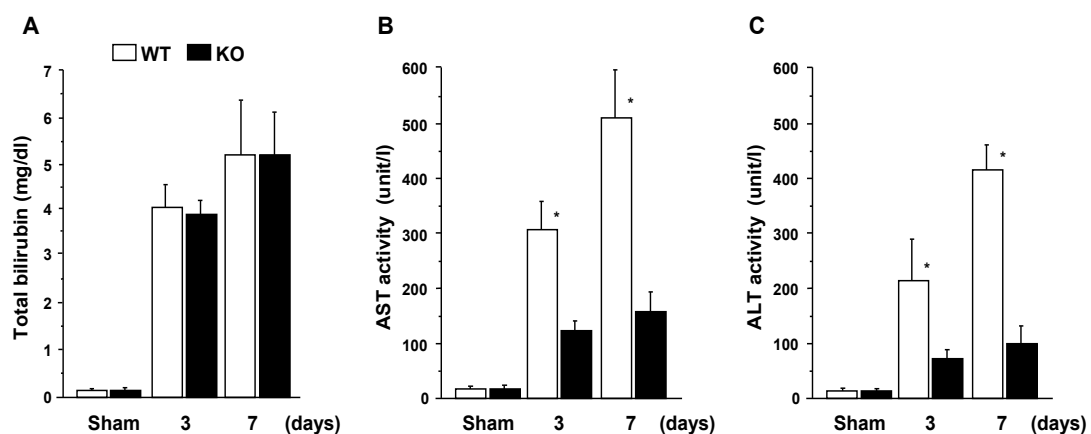 A
B
C
WT KO
Total bilirubin (mg/dl)
7
6
5
4
3
2
1
0
Sham 3 7 (days)
AST activity (unit/l)
600
500
400
300
200
100
0
*
*
Sham 3 7 (days)
ALT activity (unit/l)
600
500
400
300
200
100
0
*
*
Sham 3 7 (days)